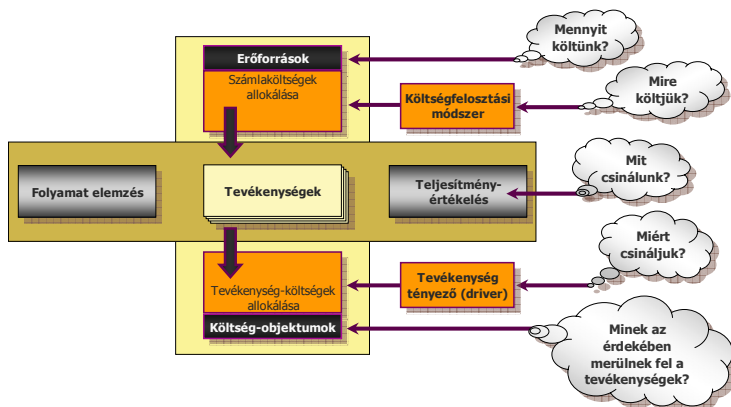 Mennyit
költünk?
Erőforrások
Számlaköltségek
allokálása
Költségfelosztási
módszer
Mire
költjük?
Folyamat elemzés
Tevékenységek
Teljesítmény-
értékelés
Mit
csinálunk?
Miért
csináljuk?
Tevékenység-költségek
allokálása
Tevékenység
tényező (driver)
Költség-objektumok
Minek az
érdekében
merülnek fel a
tevékenységek?